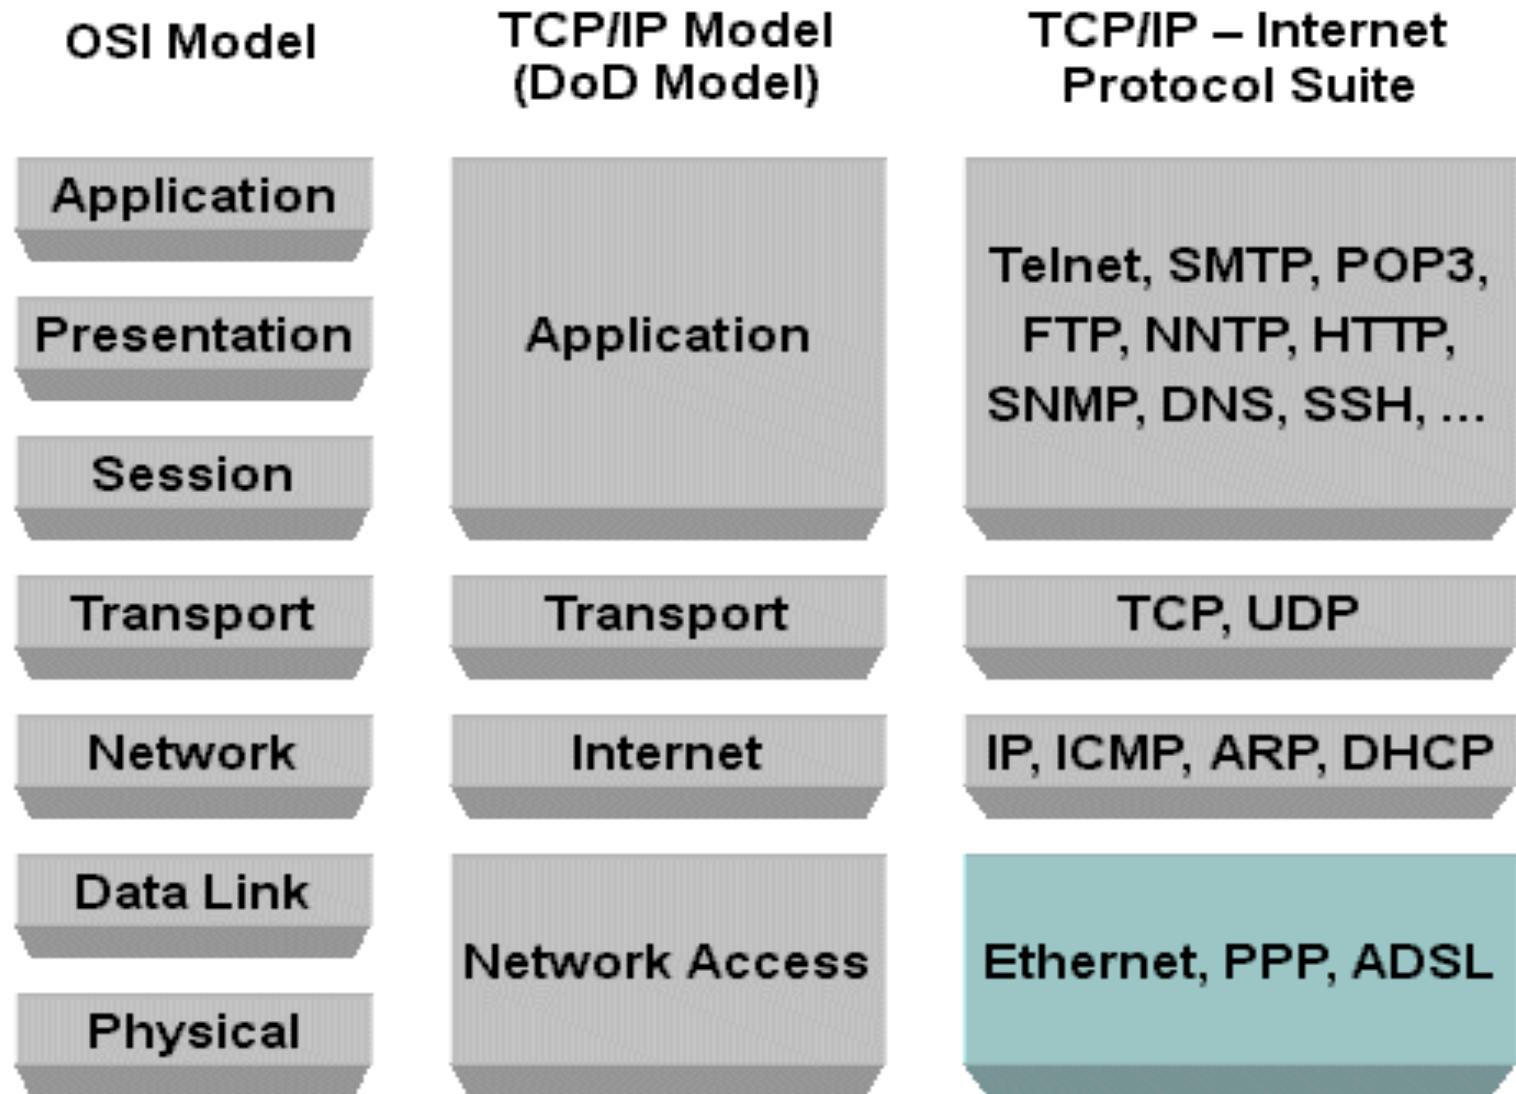 OSI Model
TCP/IP Model
(DoD Model)
TCP/IP – Internet
Protocol Suite
Application
Presentation
Session
Transport
Network
Data Link
Physical
Application
Transport
Internet
Network Access
Telnet, SMTP, POP3,
FTP, NNTP, HTTP,
SNMP, DNS, SSH, ...
TCP, UDP
IP, ICMP, ARP, DHCP
Ethernet, PPP, ADSL